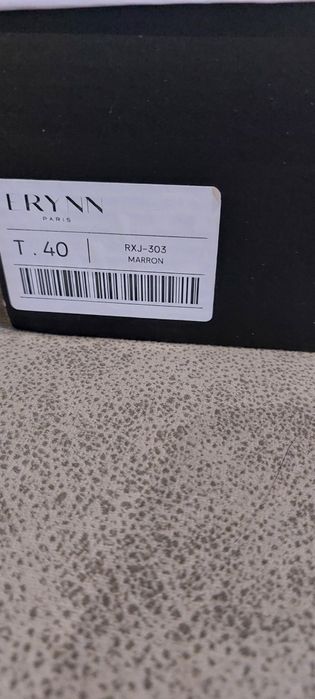 ERYNN
PARIS
T. 40
RXJ-303
MARRON